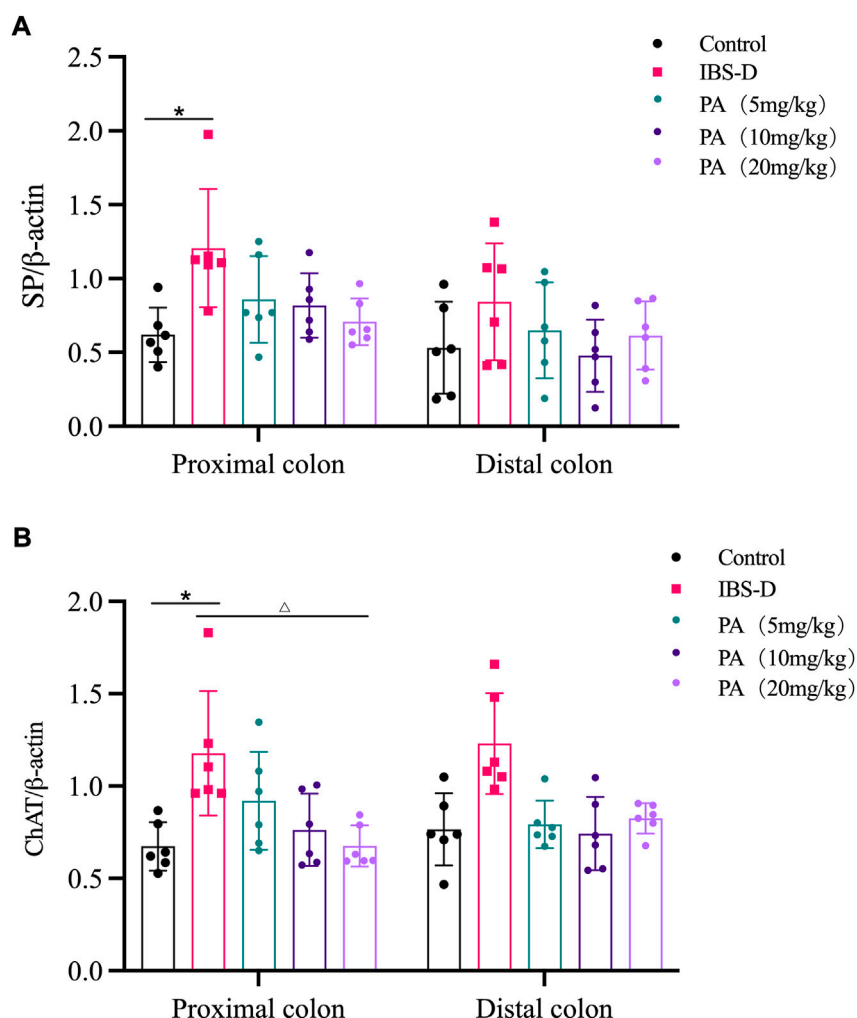 A
SP/β-actin
2.5
2.0
1.5
1.0
0.5
0.0
*
Control
IBS-D
PA（5mg/kg）
PA（10mg/kg）
PA（20mg/kg）
Proximal colon
Distal colon
B
ChAT/β-actin
2.0
1.5
1.0
0.5
0.0
*
△
Control
IBS-D
PA（5mg/kg）
PA（10mg/kg）
PA（20mg/kg）
Proximal colon
Distal colon